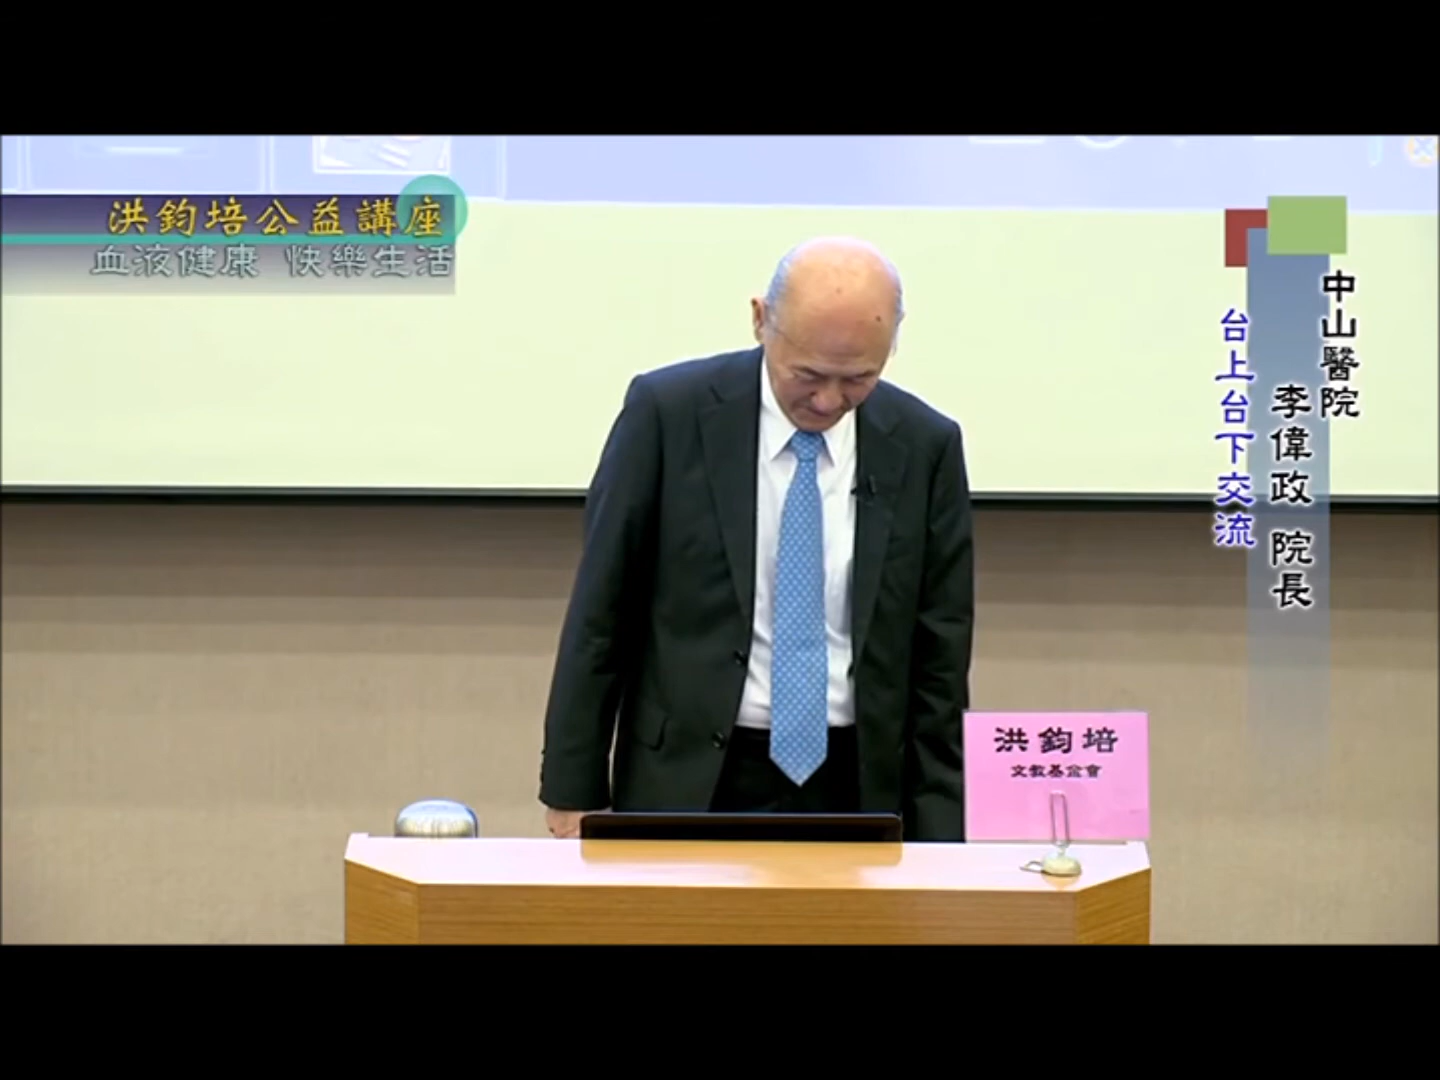 洪鈞培公益講座
血液健康 快樂生活
中山醫院
李偉政 院長
台上台下交流
洪鈞培
文教基金會